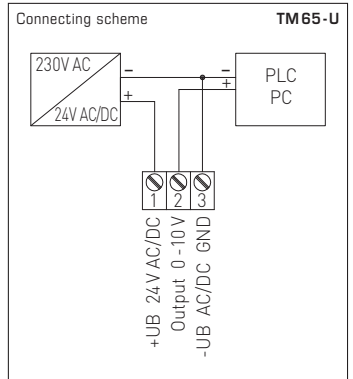 Connecting scheme
TM65-U
230V AC
24V AC/DC
–
+
–
+
PLC
PC
1 2 3
+UB 24V AC/DC
Output 0-10V
-UB AC/DC GND